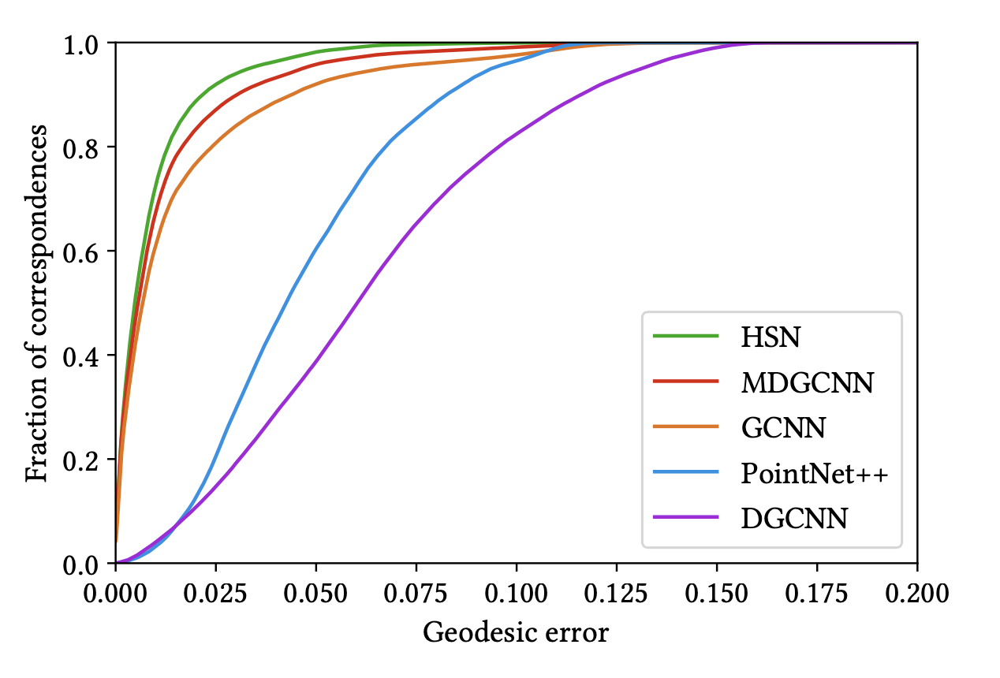 1.0
0.8
0.6
0.4
0.2
0.0
Fraction of correspondences
0.000 0.025 0.050 0.075 0.100 0.125 0.150 0.175 0.200
Geodesic error
HSN
MDGCNN
GCNN
PointNet++
DGCNN